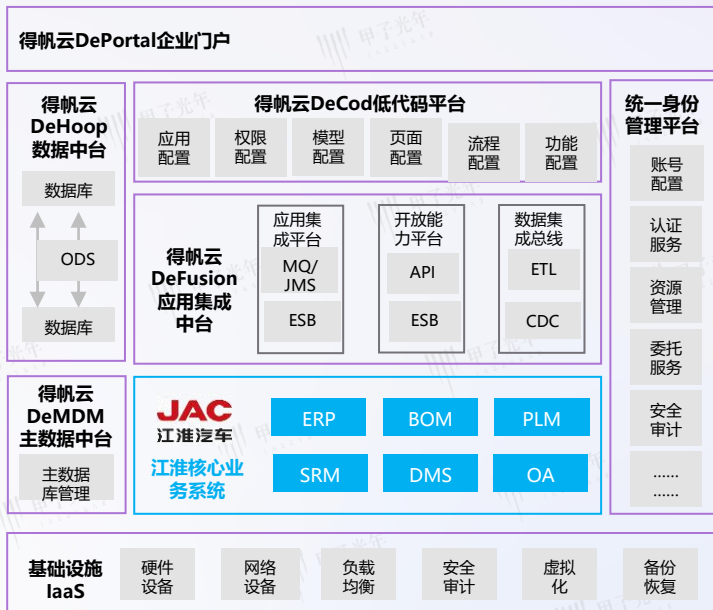 得帆云DePortal企业门户
得帆云
DeHoop
数据中台
数据库
ODS
数据库
得帆云DeCod低代码平台
应用
配置
权限
配置
模型
配置
页面
配置
流程
配置
功能
配置
得帆云
DeFusion
应用集成
中台
应用集
成平台
MQ/
JMS
ESB
开放能
力平台
API
ESB
数据集
成总线
ETL
CDC
统一身份
管理平台
账号
配置
认证
服务
资源
管理
委托
服务
安全
审计
……
……
得帆云
DeMDM
主数据中台
主数据
库管理
JAC
江淮汽车
江淮核心业
务系统
ERP
BOM
PLM
SRM
DMS
OA
基础设施
IaaS
硬件
设备
网络
设备
负载
均衡
安全
审计
虚拟
化
备份
恢复
甲子光年